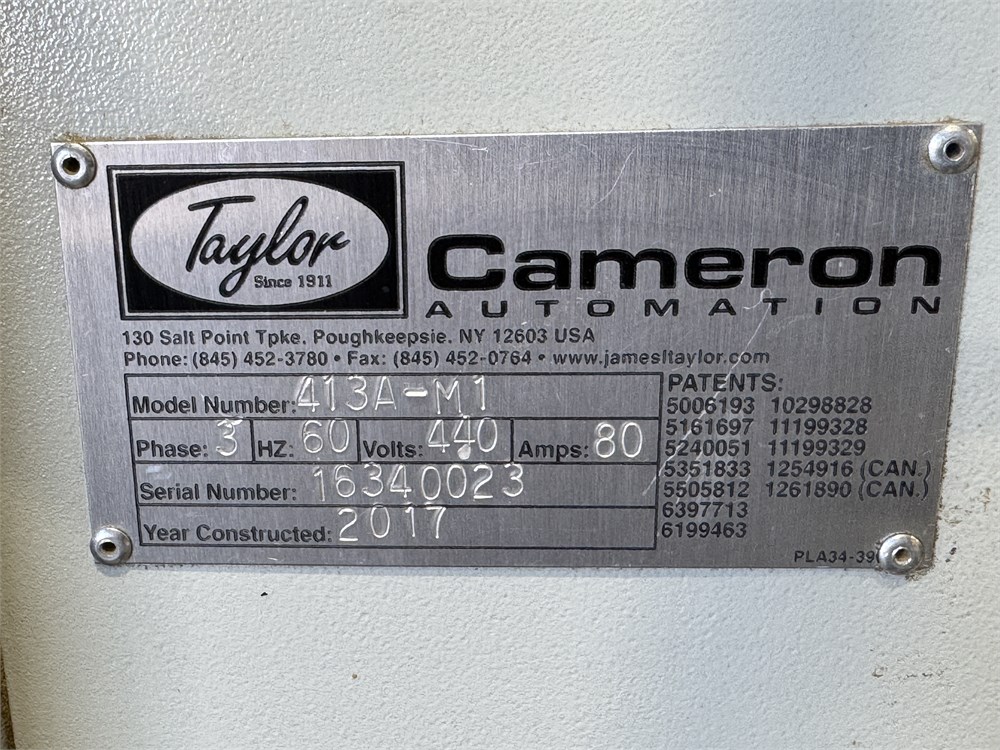 Taylor
Since 1911
Cameron
AUTOMATION
130 Salt Point Tpke, Poughkeepsie, NY 12603 USA
Phone: (845) 452-3780 • Fax: (845) 452-0764 • www.jamesltaylor.com
Model Number: 413A-M1
Phase: 3 HZ: 60 Volts: 440 Amps: 80
Serial Number: 16340023
Year Constructed: 2017
PATENTS:
5006193 10298828
5161697 11199328
5240051 11199329
5351833 1254916 (CAN.)
5505812 1261890 (CAN.)
6397713
6199463